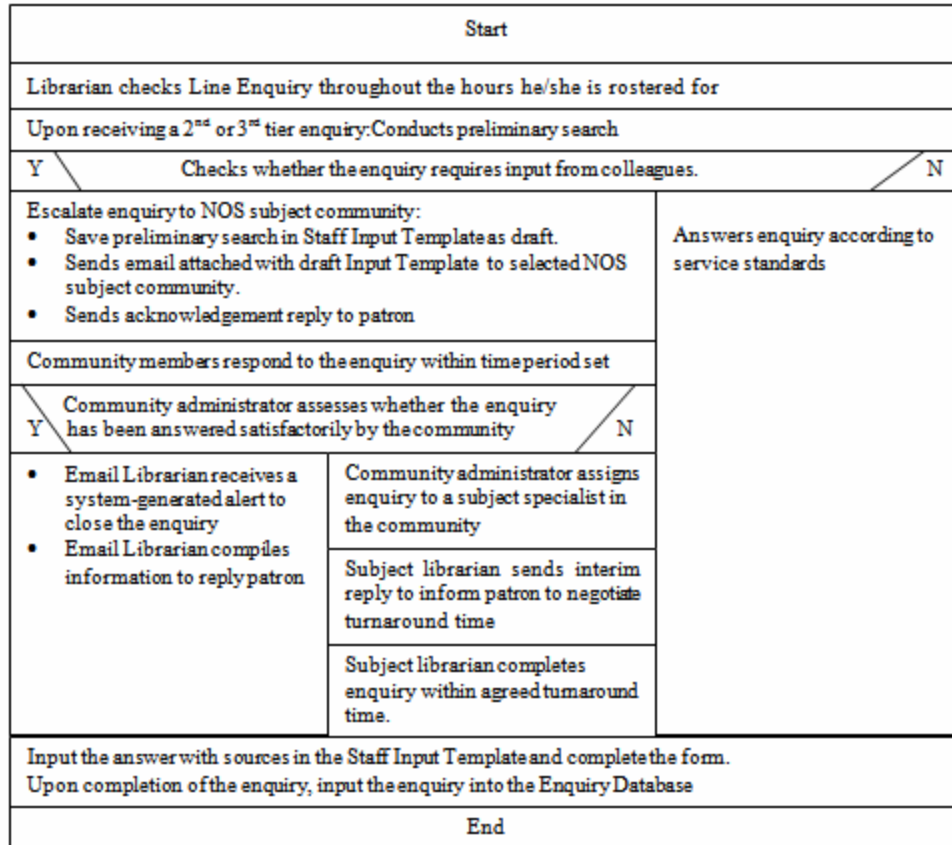 Start
Librarian checks Line Enquiry throughout the hours he/she is rostered for
Upon receiving a 2nd or 3rd tier enquiry:Conducts preliminary search
Y
Checks whether the enquiry requires input from colleagues.
N
Escalate enquiry to NOS subject community:
• Save preliminary search in Staff Input Template as draft.
• Sends email attached with draft Input Template to selected NOS
subject community.
• Sends acknowledgement reply to patron
Answers enquiry according to
service standards
Community members respond to the enquiry within time period set
Y
Community administrator assesses whether the enquiry
has been answered satisfactorily by the community
N
• Email Librarian receives a
system-generated alert to
close the enquiry
• Email Librarian compiles
information to reply patron
Community administrator assigns
enquiry to a subject specialist in
the community
Subject librarian sends interim
reply to inform patron to negotiate
turnaround time
Subject librarian completes
enquiry within agreed turnaround
time.
Input the answer with sources in the Staff Input Template and complete the form.
Upon completion of the enquiry, input the enquiry into the Enquiry Database
End